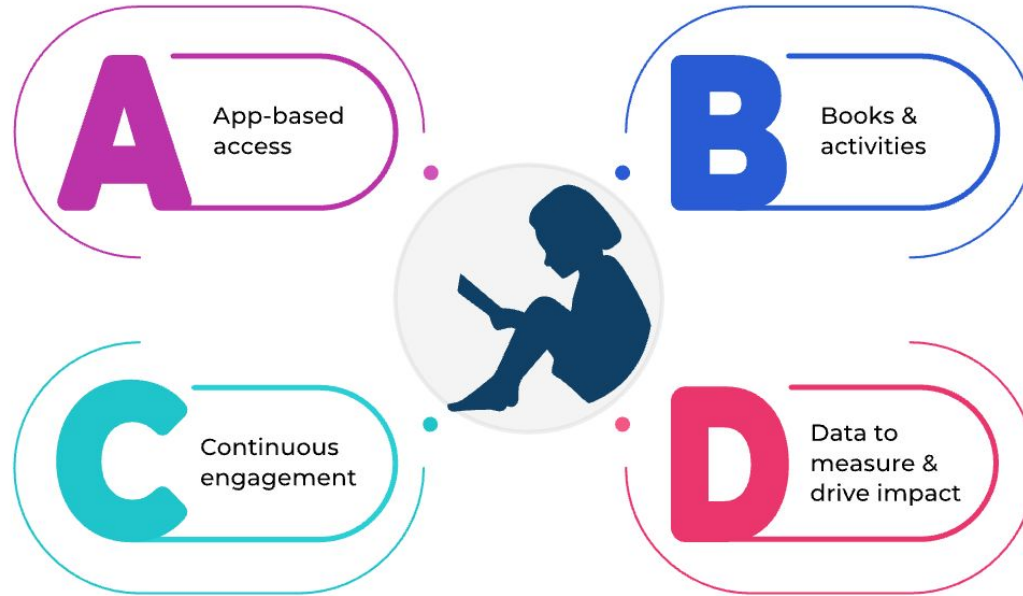 A
App-based
access
B
Books &
activities
C
Continuous
engagement
D
Data to
measure &
drive impact